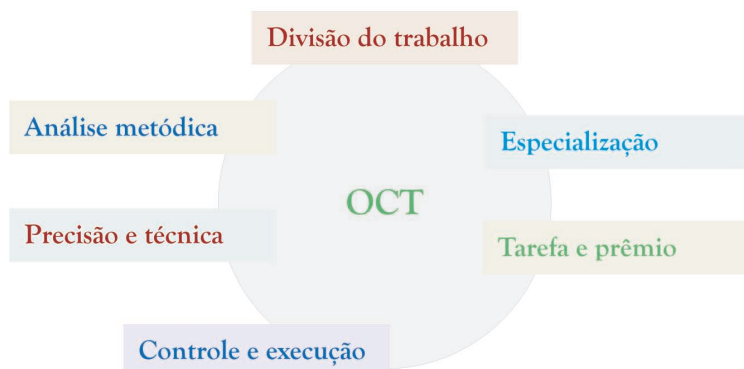 Divisão do trabalho
Análise metódica
Especialização
OCT
Precisão e técnica
Tarefa e prêmio
Controle e execução